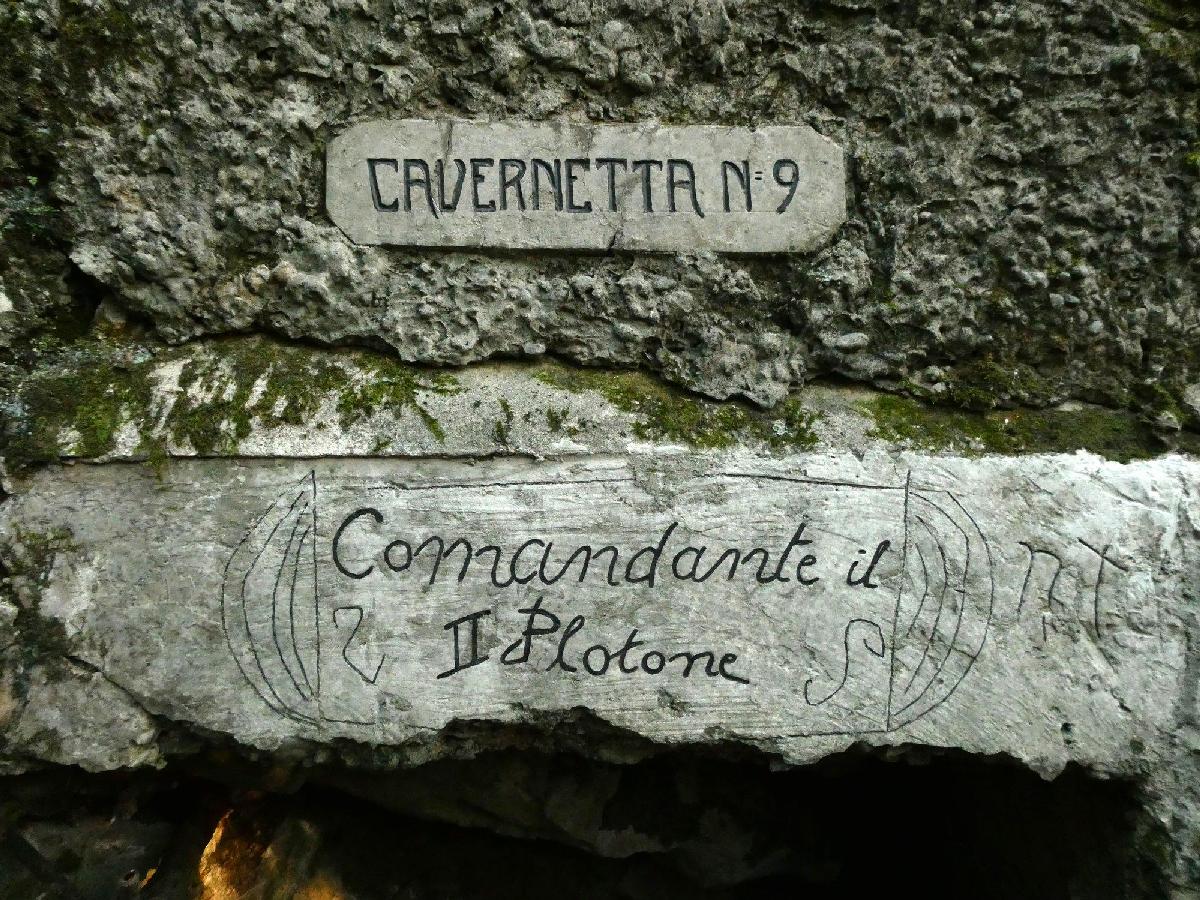 CAVERNETTA N= 9
Comandante il
II Plotone